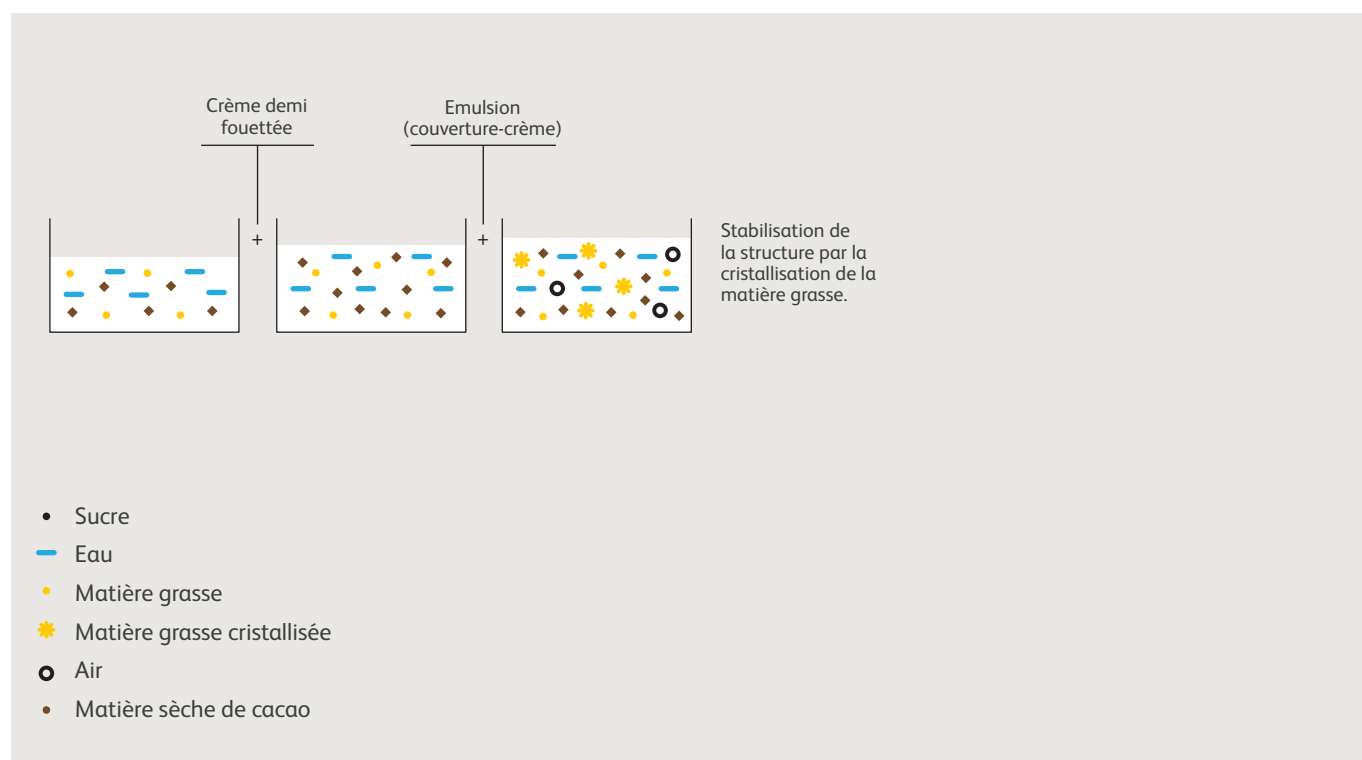 Crème demi
fouettée
Emulsion
(couverture-crème)
+
+
Stabilisation de
la structure par la
cristallisation de la
matière grasse.
Sucre
Eau
Matière grasse
Matière grasse cristallisée
Air
Matière sèche de cacao